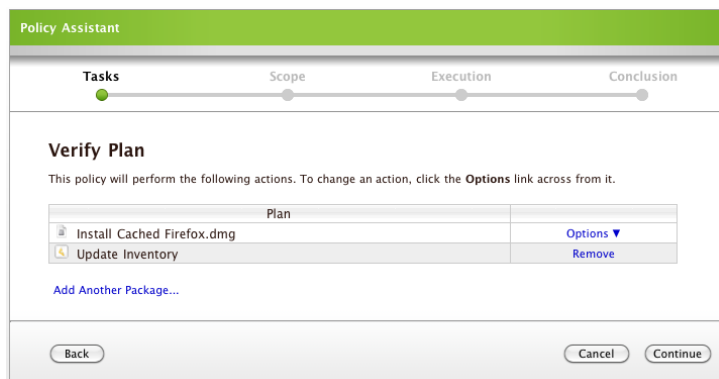 Policy Assistant
Tasks Scope Execution Conclusion
Verify Plan
This policy will perform the following actions. To change an action, click the Options link across from it.
Plan
Install Cached Firefox.dmg Options ▼
Update Inventory Remove
Add Another Package...
Back Cancel Continue